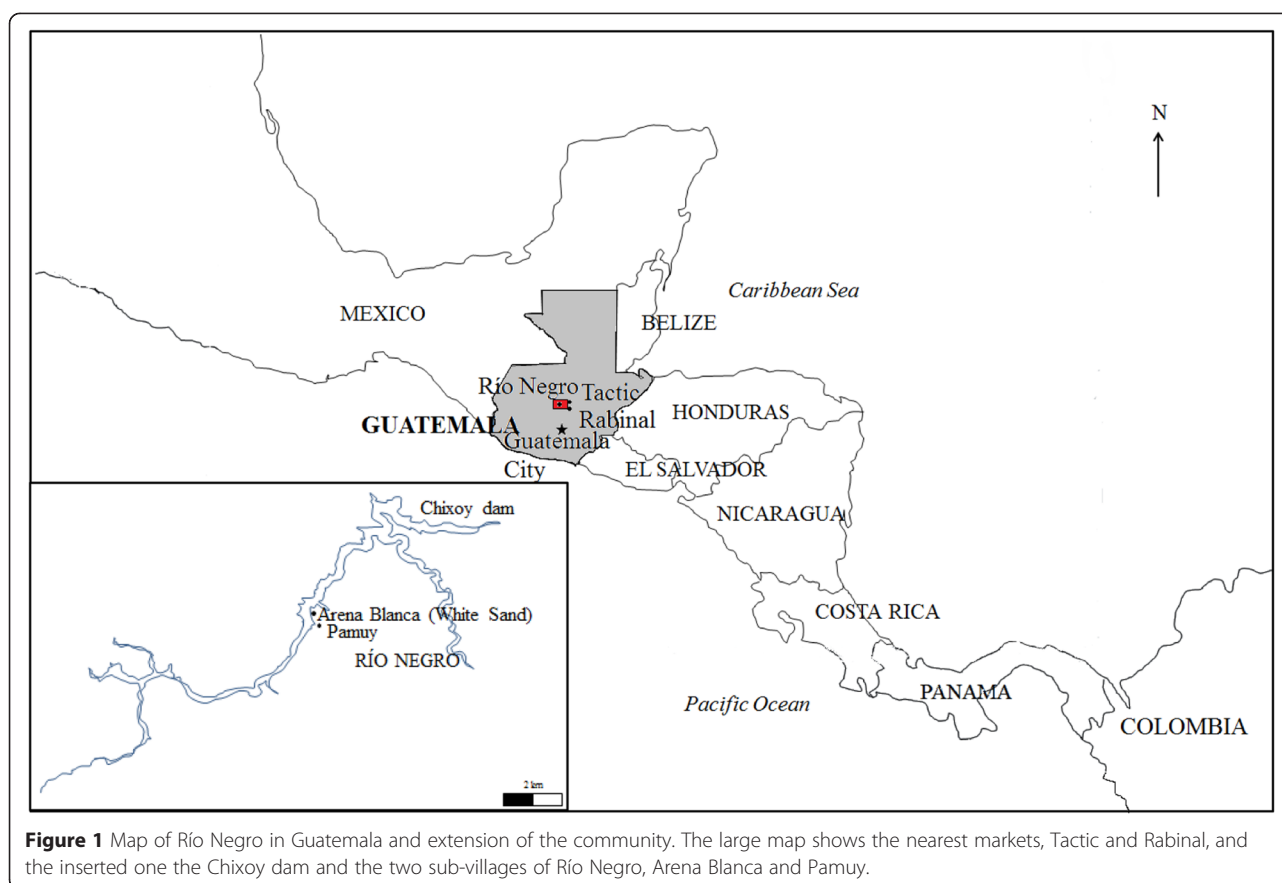 N
Caribbean Sea
MEXICO
BELIZE
Río Negro
Tactic
Rabinal
HONDURAS
GUATEMALA
Guatemala
City
EL SALVADOR
NICARAGUA
COSTA RICA
PANAMA
Pacific Ocean
COLOMBIA
Chixoy dam
Arena Blanca (White Sand)
Pamuy
RÍO NEGRO
2 km
Figure 1 Map of Río Negro in Guatemala and extension of the community. The large map shows the nearest markets, Tactic and Rabinal, and
the inserted one the Chixoy dam and the two sub-villages of Río Negro, Arena Blanca and Pamuy.